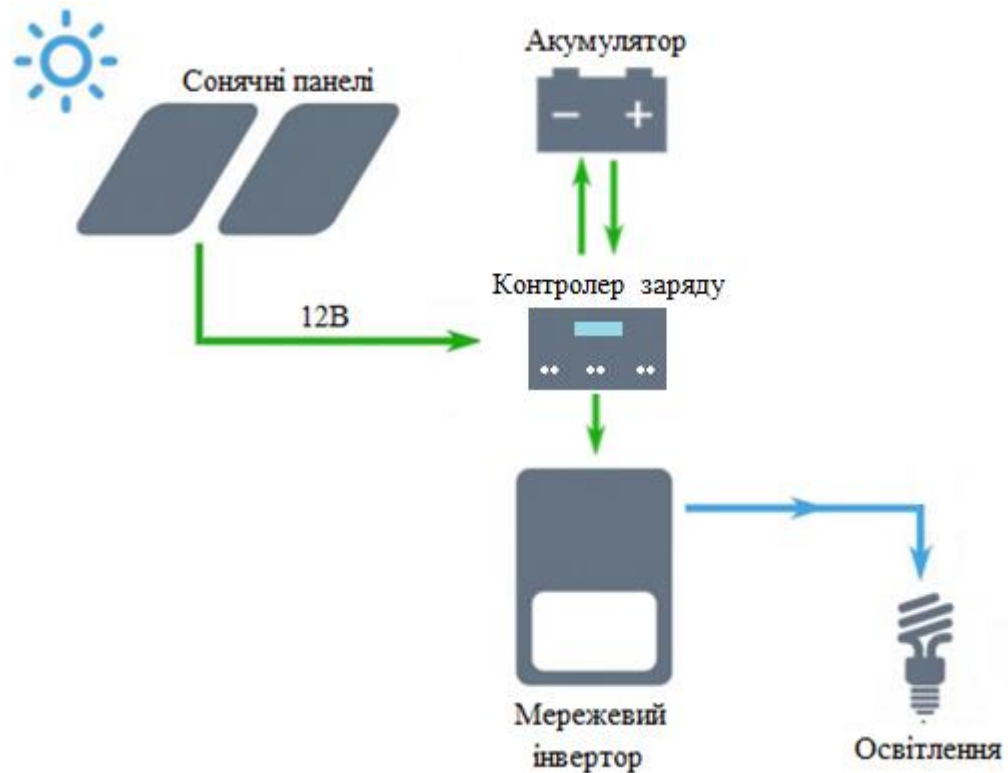 Акумулятор
Сонячні панелі
− +
Контролер заряду
12В
Мережевий
інвертор
Освітлення